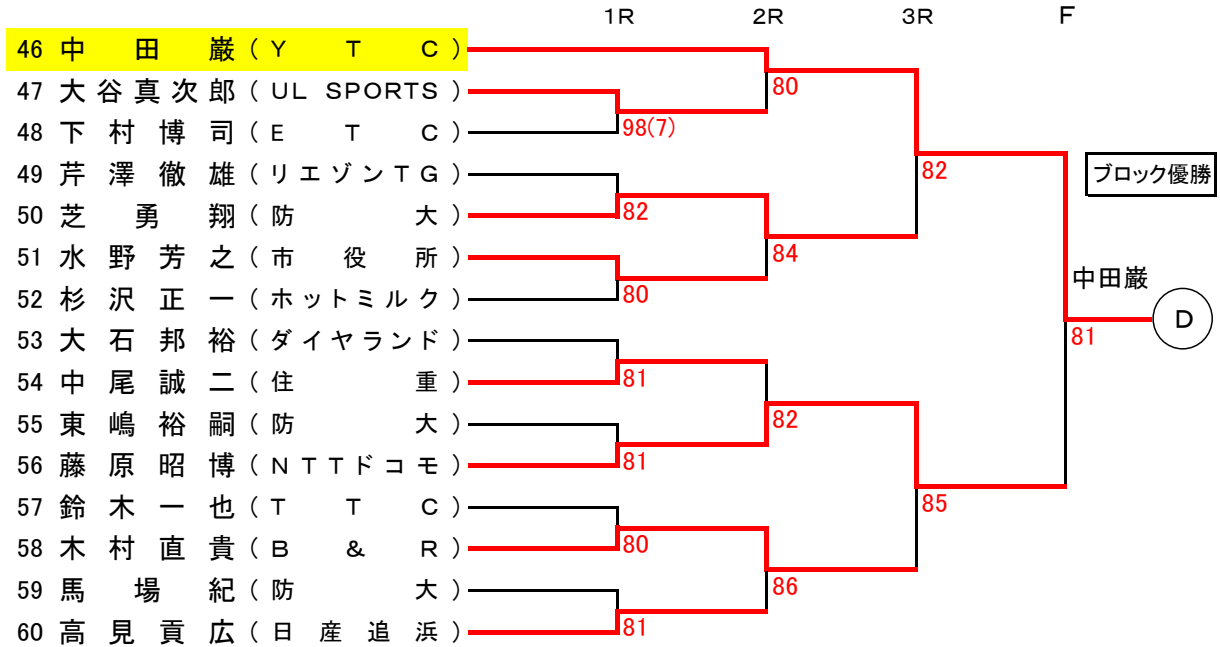 1R 2R 3R F
46 中田巌(YTC)
80
47 大谷真次郎(UL SPORTS)
98(7)
48 下村博司(ETC)
49 芹澤徹雄(リエゾンTG)
82
ブロック優勝
82
50 芝勇翔(防大)
51 水野芳之(市役所)
84
80
52 杉沢正一(ホットミルク)
中田巌
D
81
53 大石邦裕(ダイヤランド)
81
54 中尾誠二(住重)
55 東嶋裕嗣(防大)
82
81
56 藤原昭博(NTTドコモ)
57 鈴木一也(TTC)
85
80
58 木村直貴(B&R)
59 馬場紀(防大)
86
81
60 高見貢広(日産追浜)